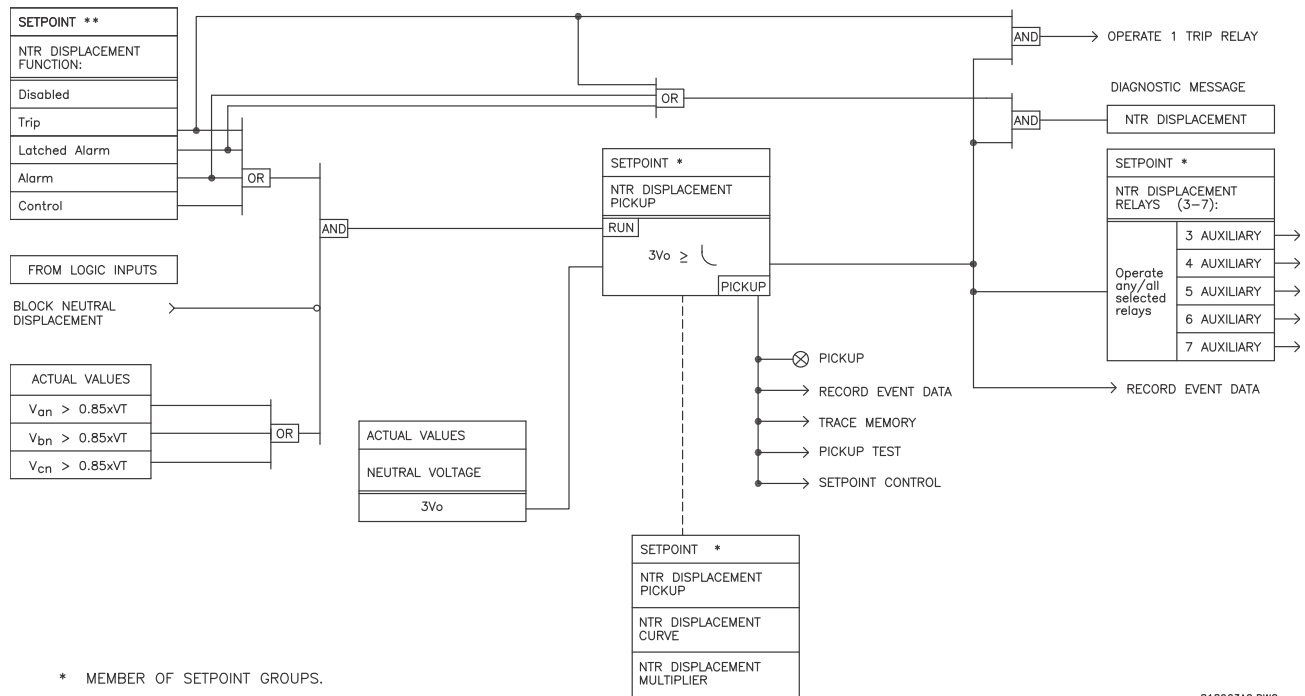 SETPOINT **
NTR DISPLACEMENT
FUNCTION:
Disabled
Trip
Latched Alarm
Alarm
Control
OR
AND
FROM LOGIC INPUTS
BLOCK NEUTRAL
DISPLACEMENT
ACTUAL VALUES
Van > 0.85xVT
Vbn > 0.85xVT
Vcn > 0.85xVT
OR
ACTUAL VALUES
NEUTRAL VOLTAGE
3Vo
OR
SETPOINT *
NTR DISPLACEMENT
PICKUP
RUN
3Vo ≥
PICKUP
PICKUP
RECORD EVENT DATA
TRACE MEMORY
PICKUP TEST
SETPOINT CONTROL
SETPOINT *
NTR DISPLACEMENT
PICKUP
NTR DISPLACEMENT
CURVE
NTR DISPLACEMENT
MULTIPLIER
AND
OPERATE 1 TRIP RELAY
DIAGNOSTIC MESSAGE
AND
NTR DISPLACEMENT
SETPOINT *
NTR DISPLACEMENT
RELAYS (3-7):
Operate
any/all
selected
relays
3 AUXILIARY
4 AUXILIARY
5 AUXILIARY
6 AUXILIARY
7 AUXILIARY
RECORD EVENT DATA
* MEMBER OF SETPOINT GROUPS.